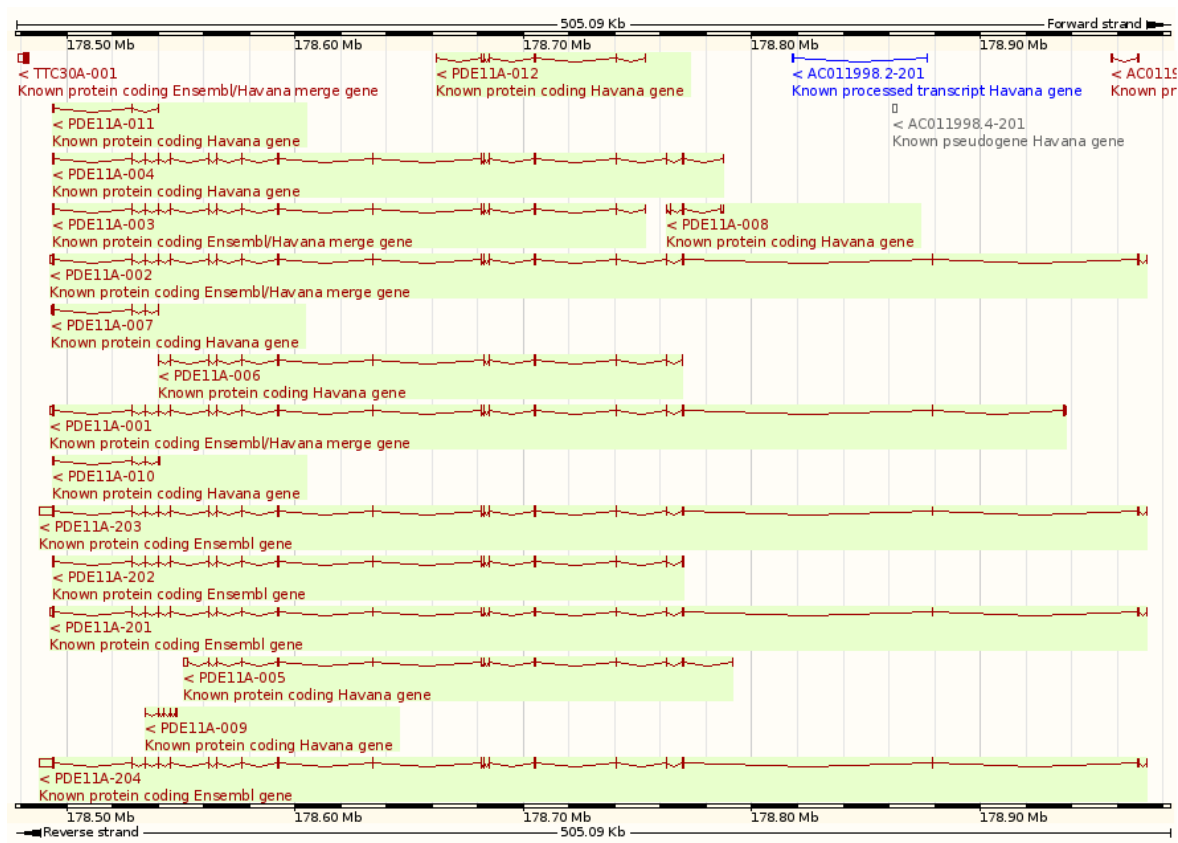 505.09 Kb Forward strand
178.50 Mb 178.60 Mb 178.70 Mb 178.80 Mb 178.90 Mb
< TTC30A-001 < PDE11A-012 < AC011998.2-201 < AC0119
Known protein coding Ensembl/Havana merge gene Known protein coding Havana gene Known processed transcript Havana gene Known pr
< PDE11A-011 < AC011998.4-201
Known protein coding Havana gene Known pseudogene Havana gene
< PDE11A-004
Known protein coding Havana gene
< PDE11A-003 < PDE11A-008
Known protein coding Ensembl/Havana merge gene Known protein coding Havana gene
< PDE11A-002
Known protein coding Ensembl/Havana merge gene
< PDE11A-007
Known protein coding Havana gene
< PDE11A-006
Known protein coding Havana gene
< PDE11A-001
Known protein coding Ensembl/Havana merge gene
< PDE11A-010
Known protein coding Havana gene
< PDE11A-203
Known protein coding Ensembl gene
< PDE11A-202
Known protein coding Ensembl gene
< PDE11A-201
Known protein coding Ensembl gene
< PDE11A-005
Known protein coding Havana gene
< PDE11A-009
Known protein coding Havana gene
< PDE11A-204
Known protein coding Ensembl gene
178.50 Mb 178.60 Mb 178.70 Mb 178.80 Mb 178.90 Mb
Reverse strand 505.09 Kb